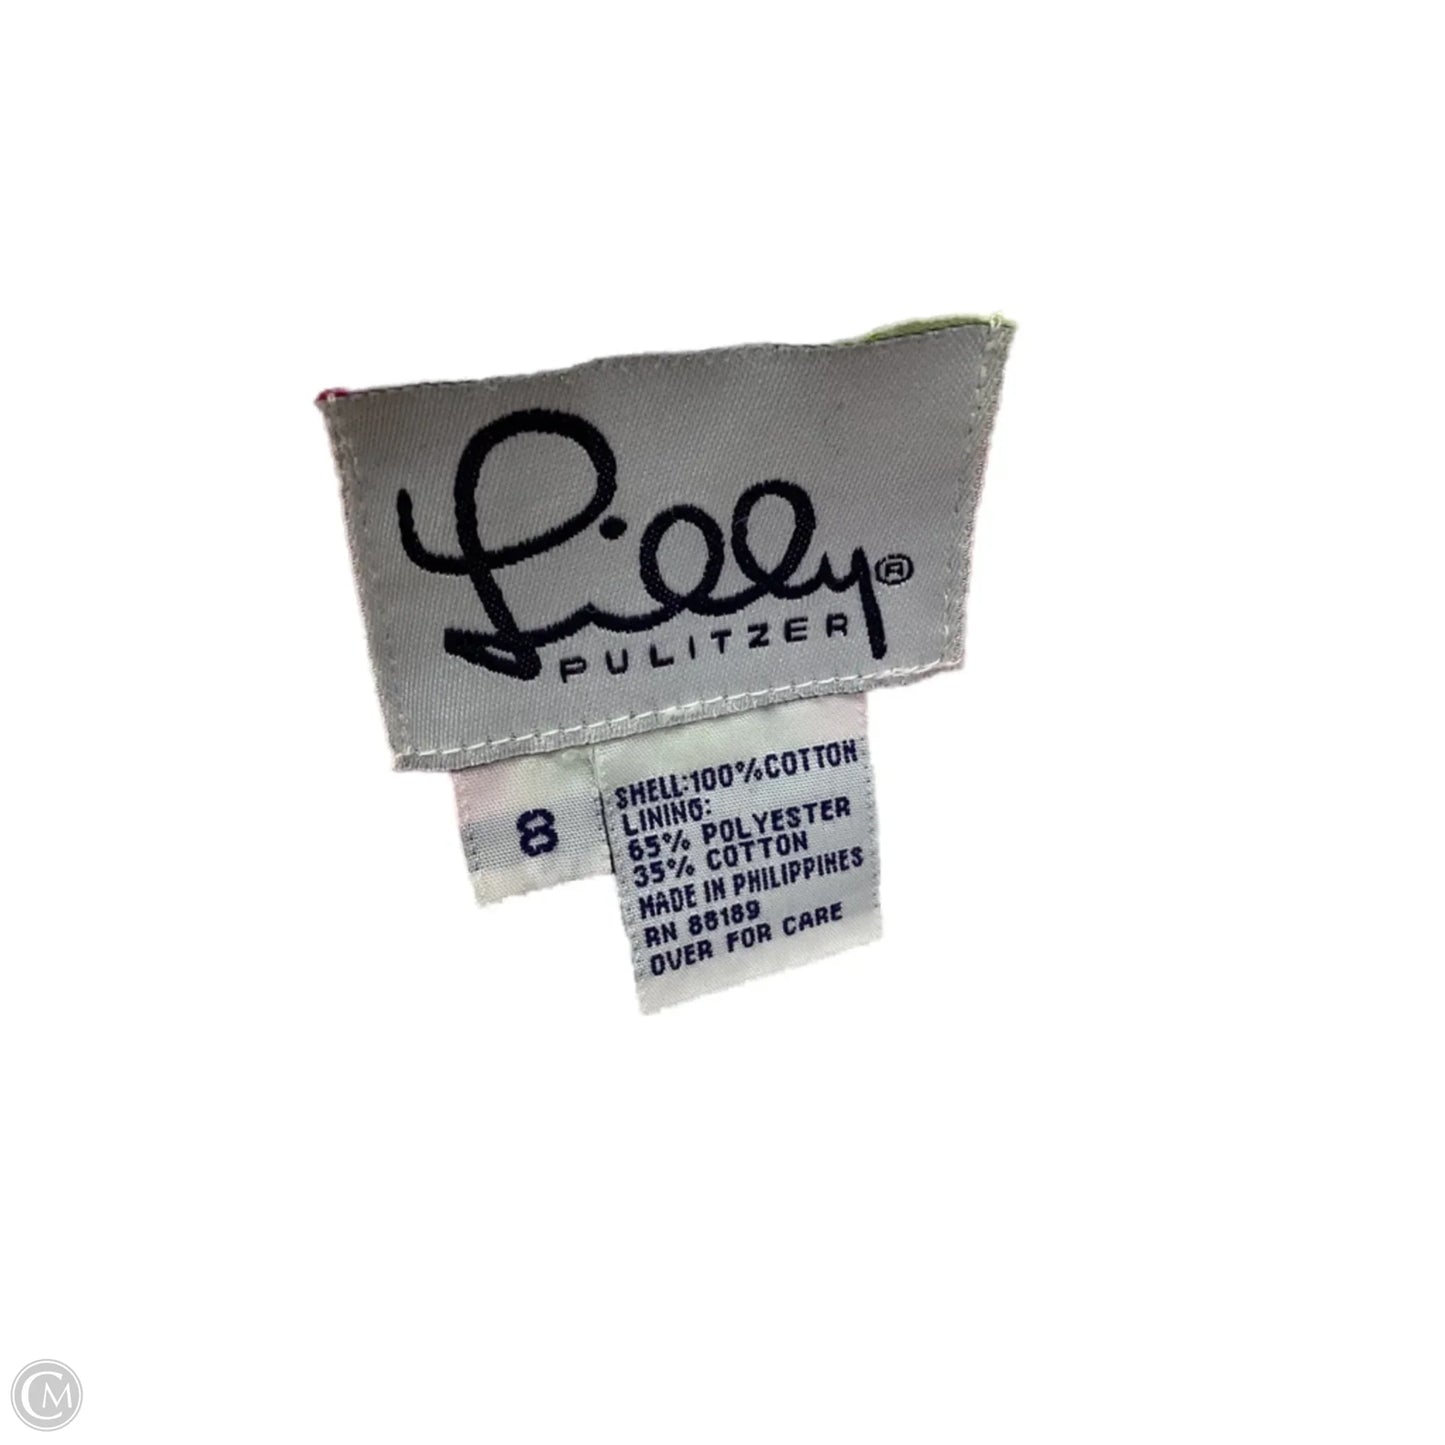 Lilly®
PULITZER
8
SHELL:100%COTTON
LINING:
65% POLYESTER
35% COTTON
MADE IN PHILIPPINES
RN 88189
OVER FOR CARE
CM